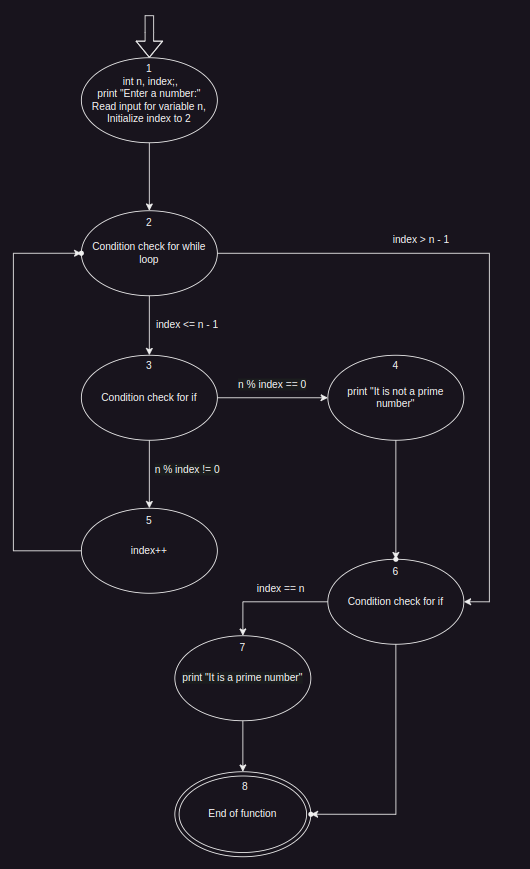 1
int n, index;,
print "Enter a number:"
Read input for variable n,
Initialize index to 2
2
Condition check for while
loop
index > n - 1
index <= n - 1
3
Condition check for if
n % index == 0
4
print "It is not a prime
number"
n % index != 0
5
index++
6
Condition check for if
index == n
7
print "It is a prime number"
8
End of function